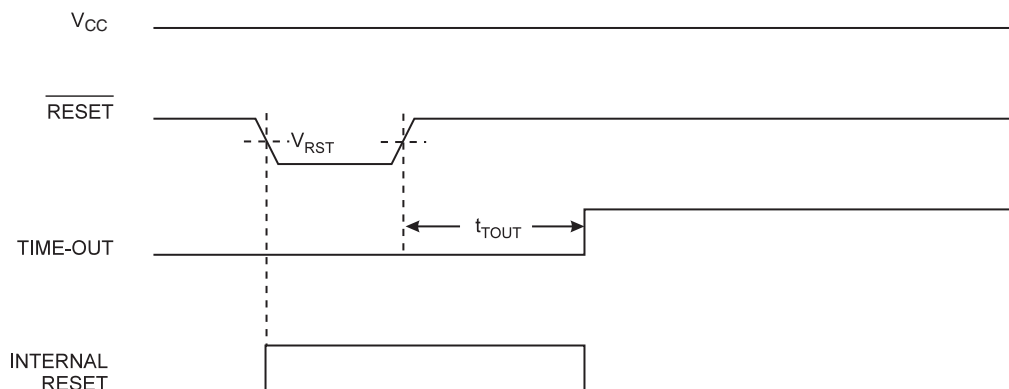 VCC
RESET
VRST
tTOUT
TIME-OUT
INTERNAL
RESET